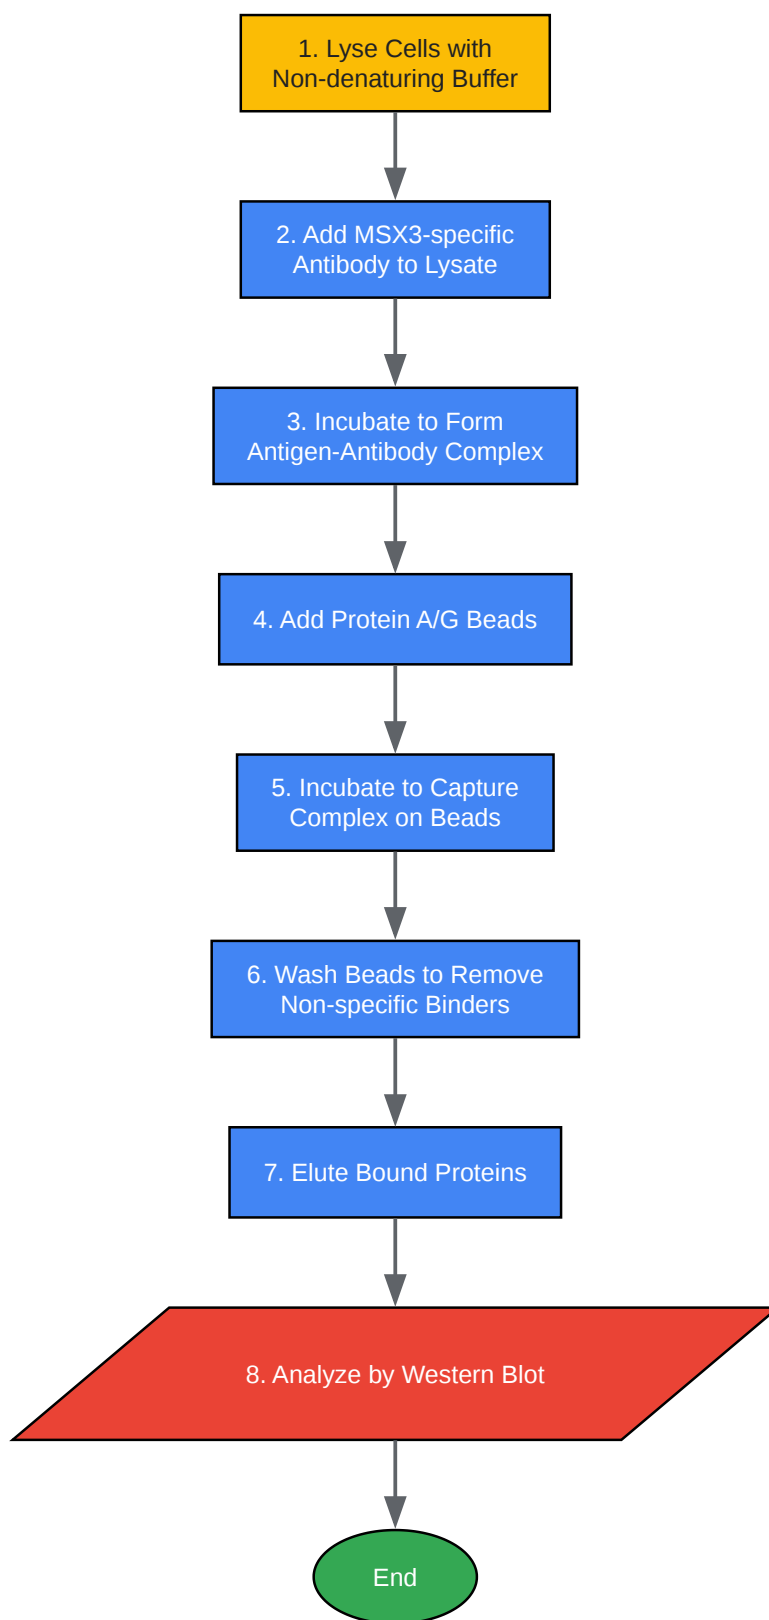 1. Lyse Cells with
Non-denaturing Buffer
2. Add MSX3-specific
Antibody to Lysate
3. Incubate to Form
Antigen-Antibody Complex
4. Add Protein A/G Beads
5. Incubate to Capture
Complex on Beads
6. Wash Beads to Remove
Non-specific Binders
7. Elute Bound Proteins
8. Analyze by Western Blot
End